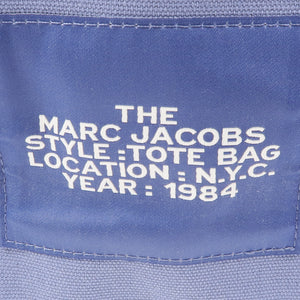 THE
MARC JACOBS
STYLE : TOTE BAG
LOCATION : N.Y.C.
YEAR : 1984